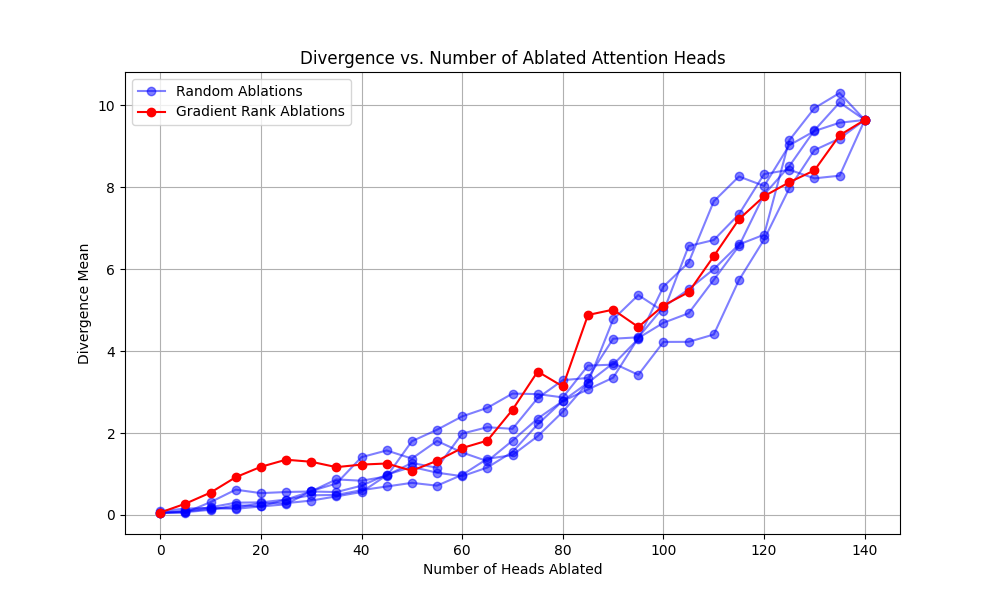 Divergence vs. Number of Ablated Attention Heads
Random Ablations
Gradient Rank Ablations
Divergence Mean
10
8
6
4
2
0
0 20 40 60 80 100 120 140
Number of Heads Ablated